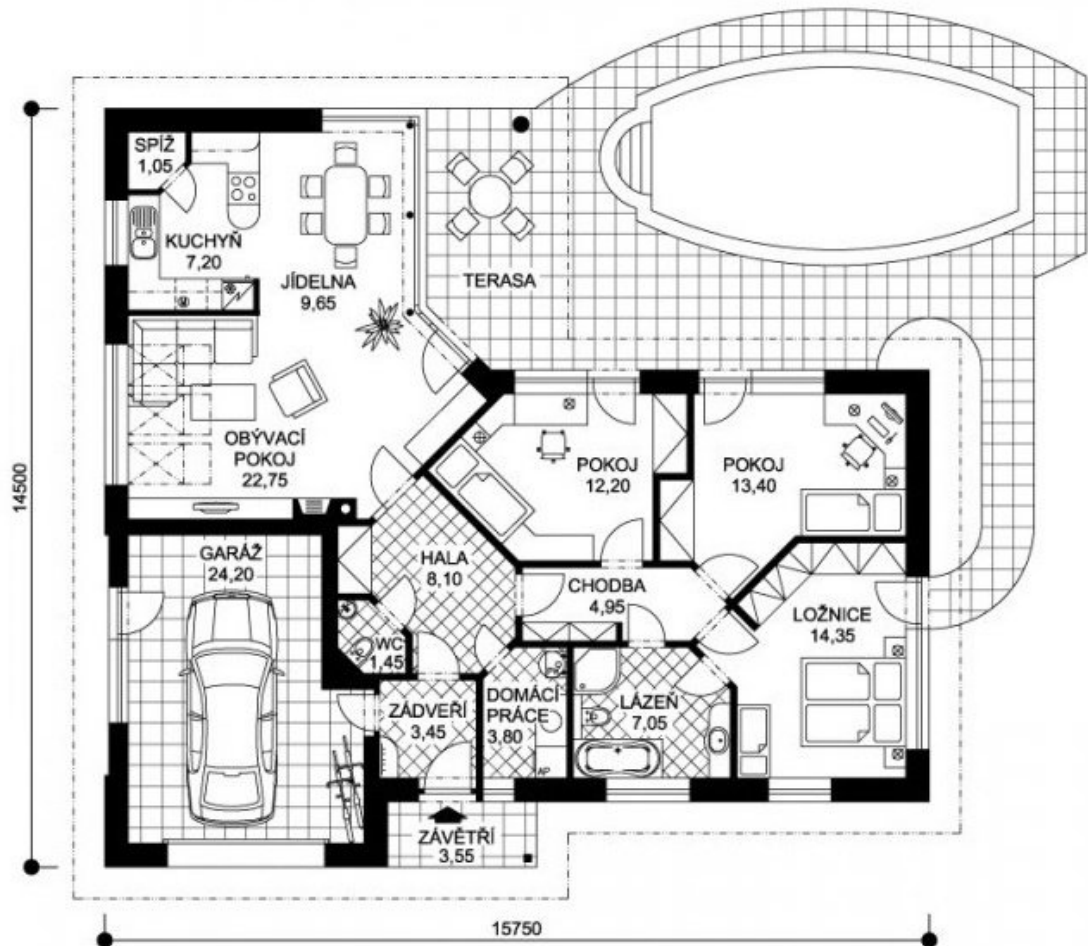 SPÍŽ
1,05
KUCHYŇ
7,20
JÍDELNA
9,65
TERASA
OBÝVACÍ
POKOJ
22,75
POKOJ
12,20
POKOJ
13,40
14500
GARÁŽ
24,20
HALA
8,10
CHODBA
4,95
LOŽNICE
14,35
WC
1,45
ZÁDVEŘÍ
3,45
DOMÁCÍ
PRÁCE
3,80
LÁZEŇ
7,05
AP
ZÁVĚTŘÍ
3,55
15750